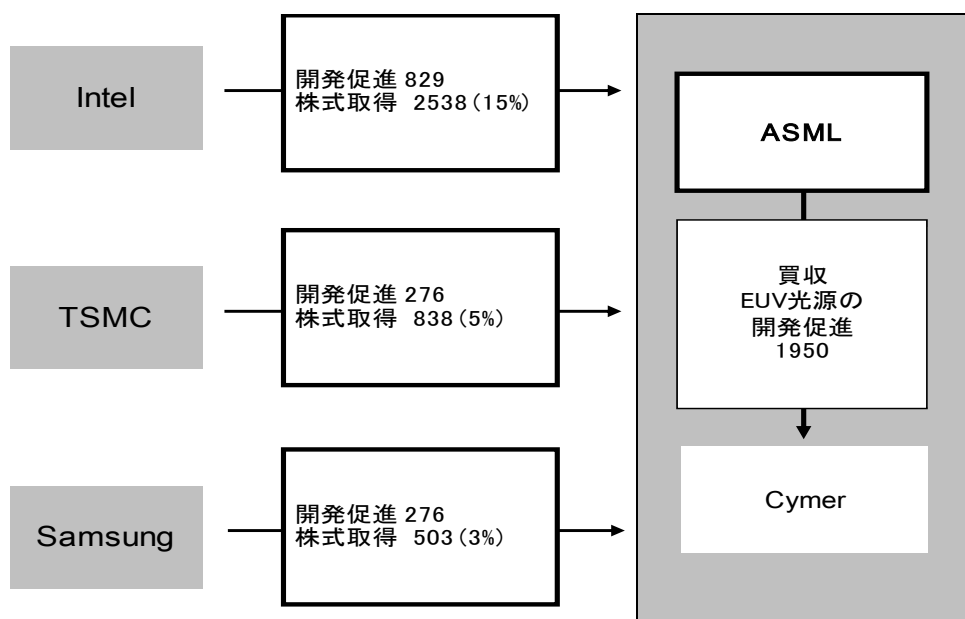 Intel
開発促進 829
株式取得 2538(15%)
TSMC
開発促進 276
株式取得 838(5%)
Samsung
開発促進 276
株式取得 503(3%)
ASML
買収
EUV光源の
開発促進
1950
Cymer